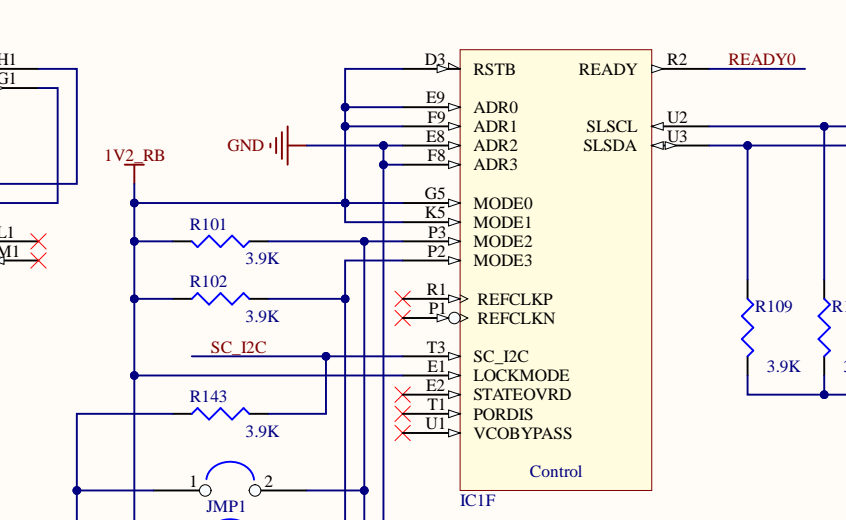 H1
G1
L1
M1
1V2_RB
GND
R101
3.9K
R102
3.9K
SC_I2C
R143
3.9K
1 2
JMP1
D3 RSTB READY R2 READY0
E9 ADR0
F9 ADR1 SLSCL U2
E8 ADR2 SLSDA U3
F8 ADR3
G5 MODE0
K5 MODE1
P3 MODE2
P2 MODE3
R1 REFCLKP
P1 REFCLKN
T3 SC_I2C
E1 LOCKMODE
E2 STATEOVRD
T1 PORDIS
U1 VCOBYPASS
Control
IC1F
R109
3.9K